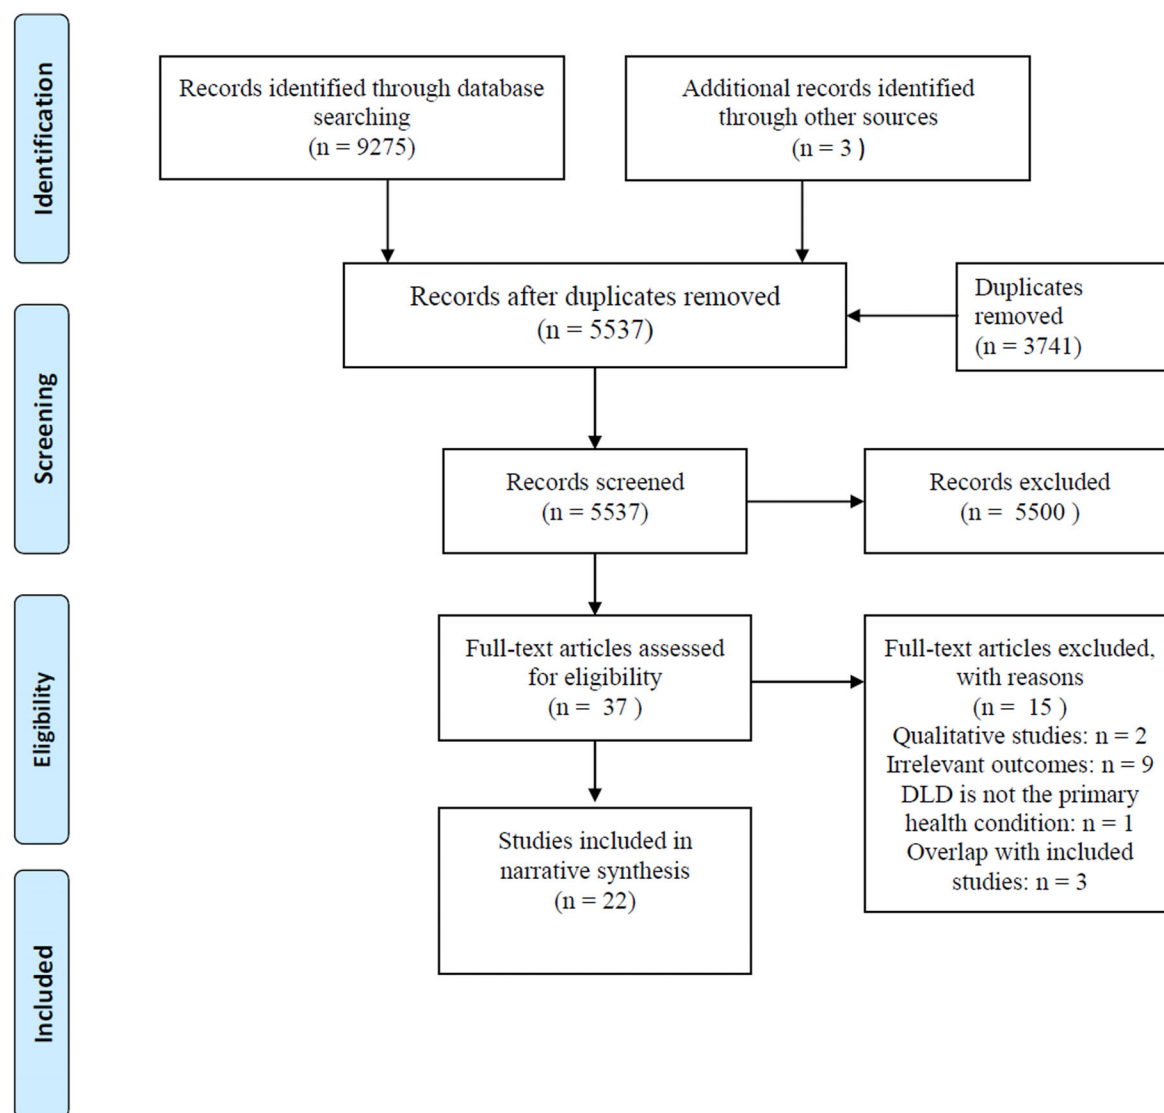 Identification
Records identified through database
searching
(n = 9275)
Additional records identified
through other sources
(n = 3 )
Records after duplicates removed
(n = 5537)
Duplicates
removed
(n = 3741)
Screening
Records screened
(n = 5537)
Records excluded
(n = 5500 )
Eligibility
Full-text articles assessed
for eligibility
(n = 37 )
Full-text articles excluded,
with reasons
(n = 15 )
Qualitative studies: n = 2
Irrelevant outcomes: n = 9
DLD is not the primary
health condition: n = 1
Overlap with included
studies: n = 3
Included
Studies included in
narrative synthesis
(n = 22)